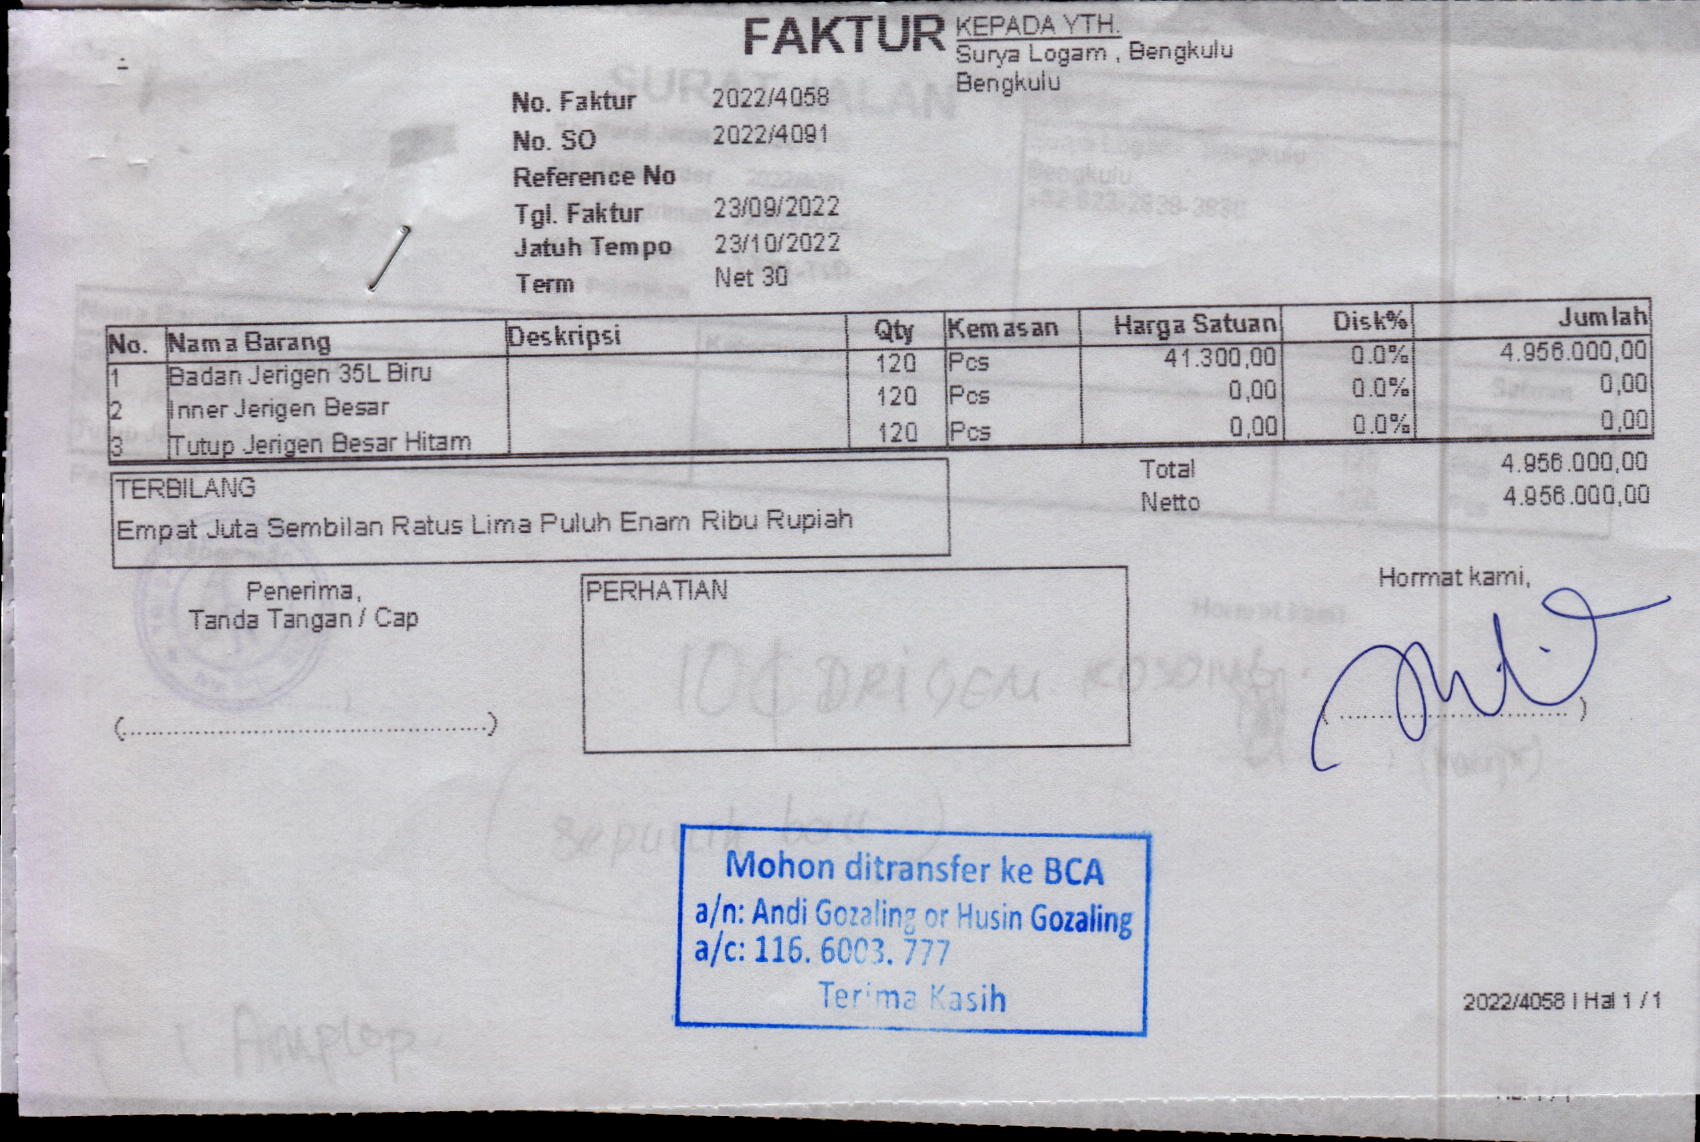 FAKTUR
KEPADA YTH.
Surya Logam , Bengkulu
Bengkulu
No. Faktur 2022/4058
No. SO 2022/4091
Reference No
Tgl. Faktur 23/09/2022
Jatuh Tempo 23/10/2022
Term Net 30
No. Nama Barang Deskripsi Qty Kemasan Harga Satuan Disk% Jumlah
1 Badan Jerigen 35L Biru 120 Pcs 41.300,00 0.0% 4.956.000,00
2 Inner Jerigen Besar 120 Pcs 0,00 0.0% 0,00
3 Tutup Jerigen Besar Hitam 120 Pcs 0,00 0.0% 0,00
Total 4.956.000,00
Netto 4.956.000,00
TERBILANG
Empat Juta Sembilan Ratus Lima Puluh Enam Ribu Rupiah
Penerima,
Tanda Tangan / Cap
(..........................................................)
PERHATIAN
Hormat kami,
( ..................................... )
Mohon ditransfer ke BCA
a/n: Andi Gozaling or Husin Gozaling
a/c: 116. 6003. 777
Terima Kasih
2022/4058 | Hal 1 / 1
SURAT JALAN
Amplop